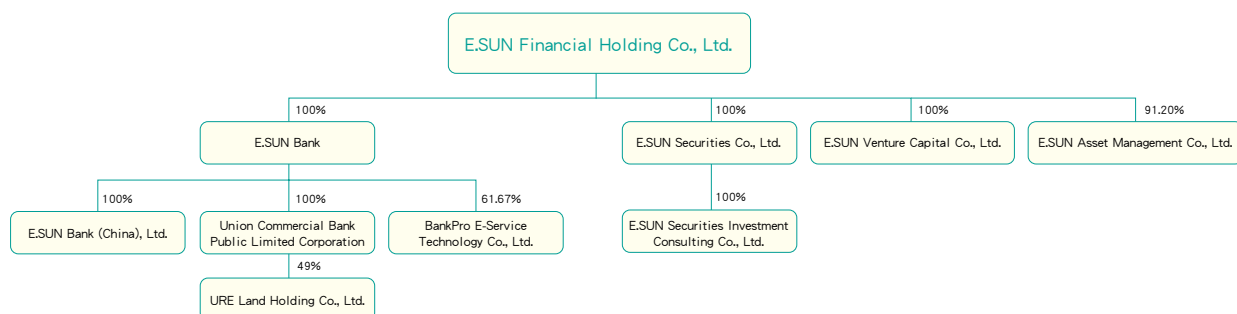 E.SUN Financial Holding Co., Ltd.
100%
100%
100%
91.20%
E.SUN Bank
E.SUN Securities Co., Ltd.
E.SUN Venture Capital Co., Ltd.
E.SUN Asset Management Co., Ltd.
100%
100%
61.67%
100%
E.SUN Bank (China), Ltd.
Union Commercial Bank
Public Limited Corporation
BankPro E-Service
Technology Co., Ltd.
E.SUN Securities Investment
Consulting Co., Ltd.
49%
URE Land Holding Co., Ltd.